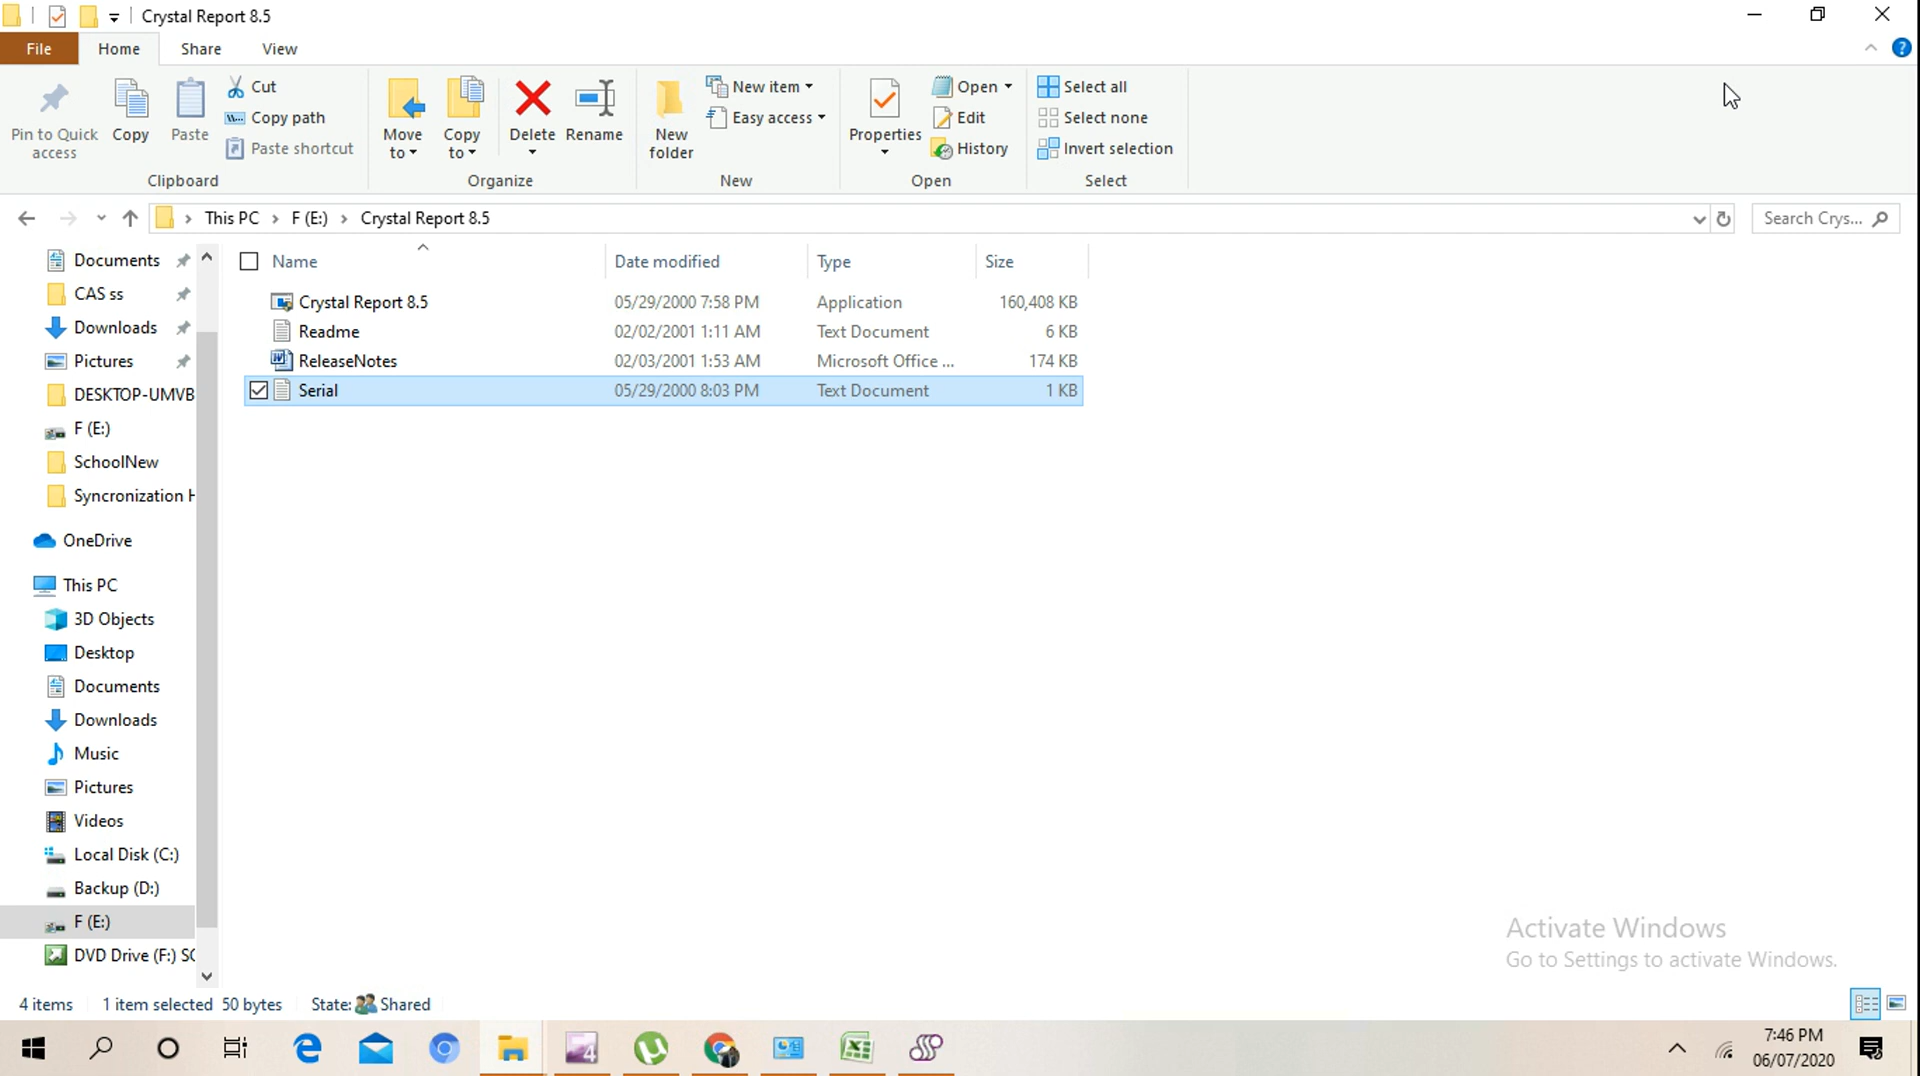 Crystal Report 8.5
File Home Share View
Pin to Quick access
Copy
Paste
Cut
Copy path
Paste shortcut
Clipboard
Move to
Copy to
Delete
Rename
Organize
New folder
New item
Easy access
New
Properties
Open
Edit
History
Open
Select all
Select none
Invert selection
Select
This PC > F (E:) > Crystal Report 8.5
Search Crys...
Name Date modified Type Size
Crystal Report 8.5 05/29/2000 7:58 PM Application 160,408 KB
Readme 02/02/2001 1:11 AM Text Document 6 KB
ReleaseNotes 02/03/2001 1:53 AM Microsoft Office ... 174 KB
Serial 05/29/2000 8:03 PM Text Document 1 KB
Documents
CAS ss
Downloads
Pictures
DESKTOP-UMVB
F (E:)
SchoolNew
Syncronization H
OneDrive
This PC
3D Objects
Desktop
Documents
Downloads
Music
Pictures
Videos
Local Disk (C:)
Backup (D:)
F (E:)
DVD Drive (F:) SC
Activate Windows
Go to Settings to activate Windows.
4 items 1 item selected 50 bytes State: Shared
7:46 PM
06/07/2020